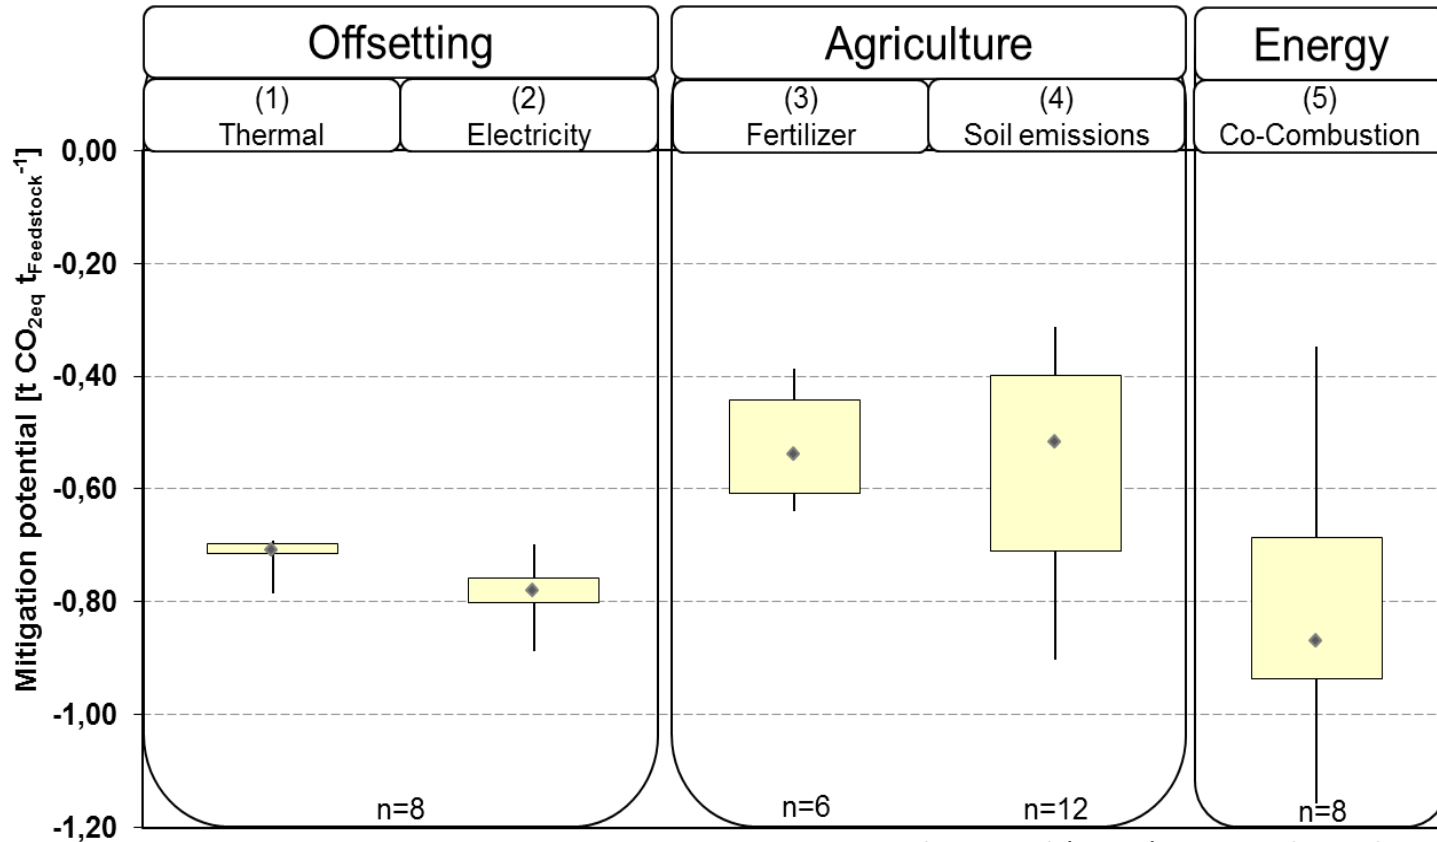 Offsetting
Agriculture
Energy
(1)
Thermal
(2)
Electricity
(3)
Fertilizer
(4)
Soil emissions
(5)
Co-Combustion
Mitigation potential [t CO2eq tFeedstock-1]
0,00
-0,20
-0,40
-0,60
-0,80
-1,00
-1,20
n=8
n=6
n=12
n=8